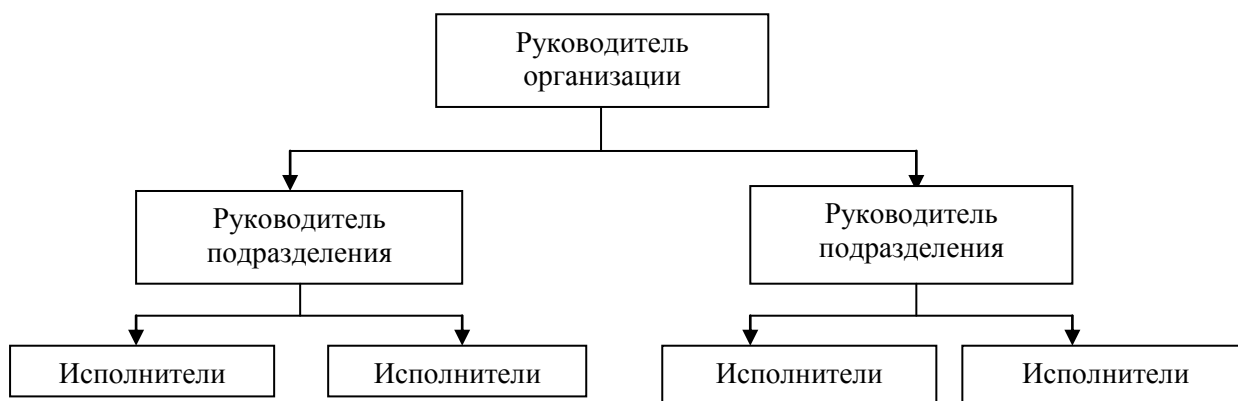 Руководитель
организации
Руководитель
подразделения
Руководитель
подразделения
Исполнители
Исполнители
Исполнители
Исполнители